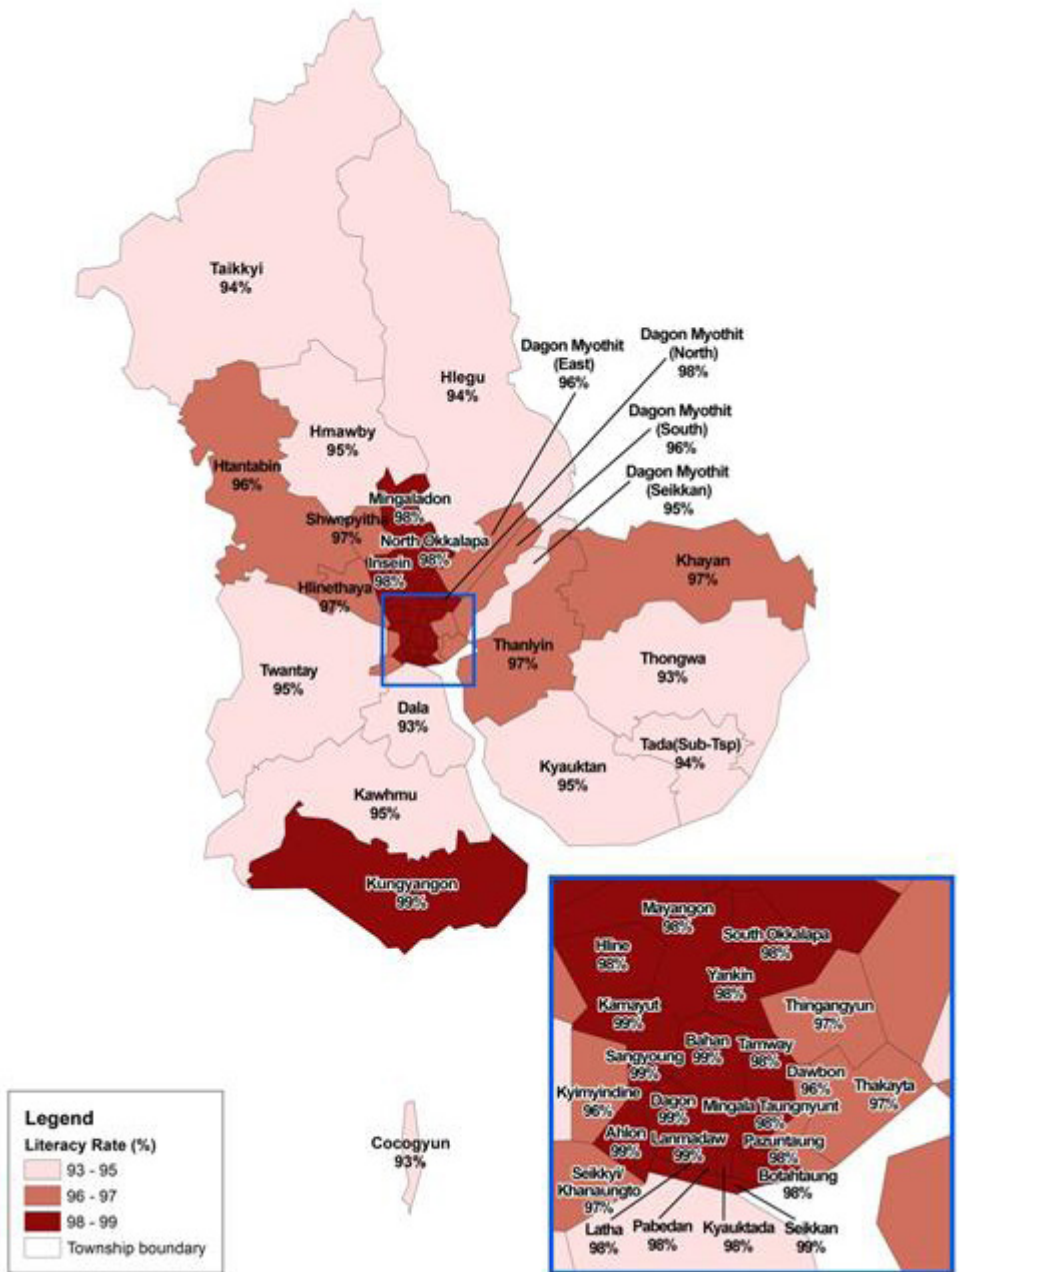 Taikkyi
94%
Hlegu
94%
Dagon Myothit
(East)
96%
Dagon Myothit
(North)
98%
Dagon Myothit
(South)
96%
Dagon Myothit
(Seikkan)
95%
Hmawby
95%
Htantabin
96%
Mingaladon
98%
Shwepyitha
97%
North Okkalapa
98%
Insein
98%
Hlinethaya
97%
Khayan
97%
Thanlyin
97%
Thongwa
93%
Twantay
95%
Dala
93%
Tada(Sub-Tsp)
94%
Kyauktan
95%
Kawhmu
95%
Kungyangon
99%
Cocogyun
93%
Mayangon
98%
South Okkalapa
98%
Hline
98%
Yankin
98%
Kamayut
99%
Thingangyun
97%
Bahan
99%
Tamway
98%
Sangyoung
99%
Dawbon
96%
Thakayta
97%
Kyimyindine
96%
Dagon
99%
Mingala Taungnyunt
98%
Ahlon
99%
Lanmadaw
99%
Pazuntaung
98%
Botahtaung
98%
Seikkyi/
Khanaungto
97%
Latha
98%
Pabedan
98%
Kyauktada
98%
Seikkan
99%
Legend
Literacy Rate (%)
93 - 95
96 - 97
98 - 99
Township boundary